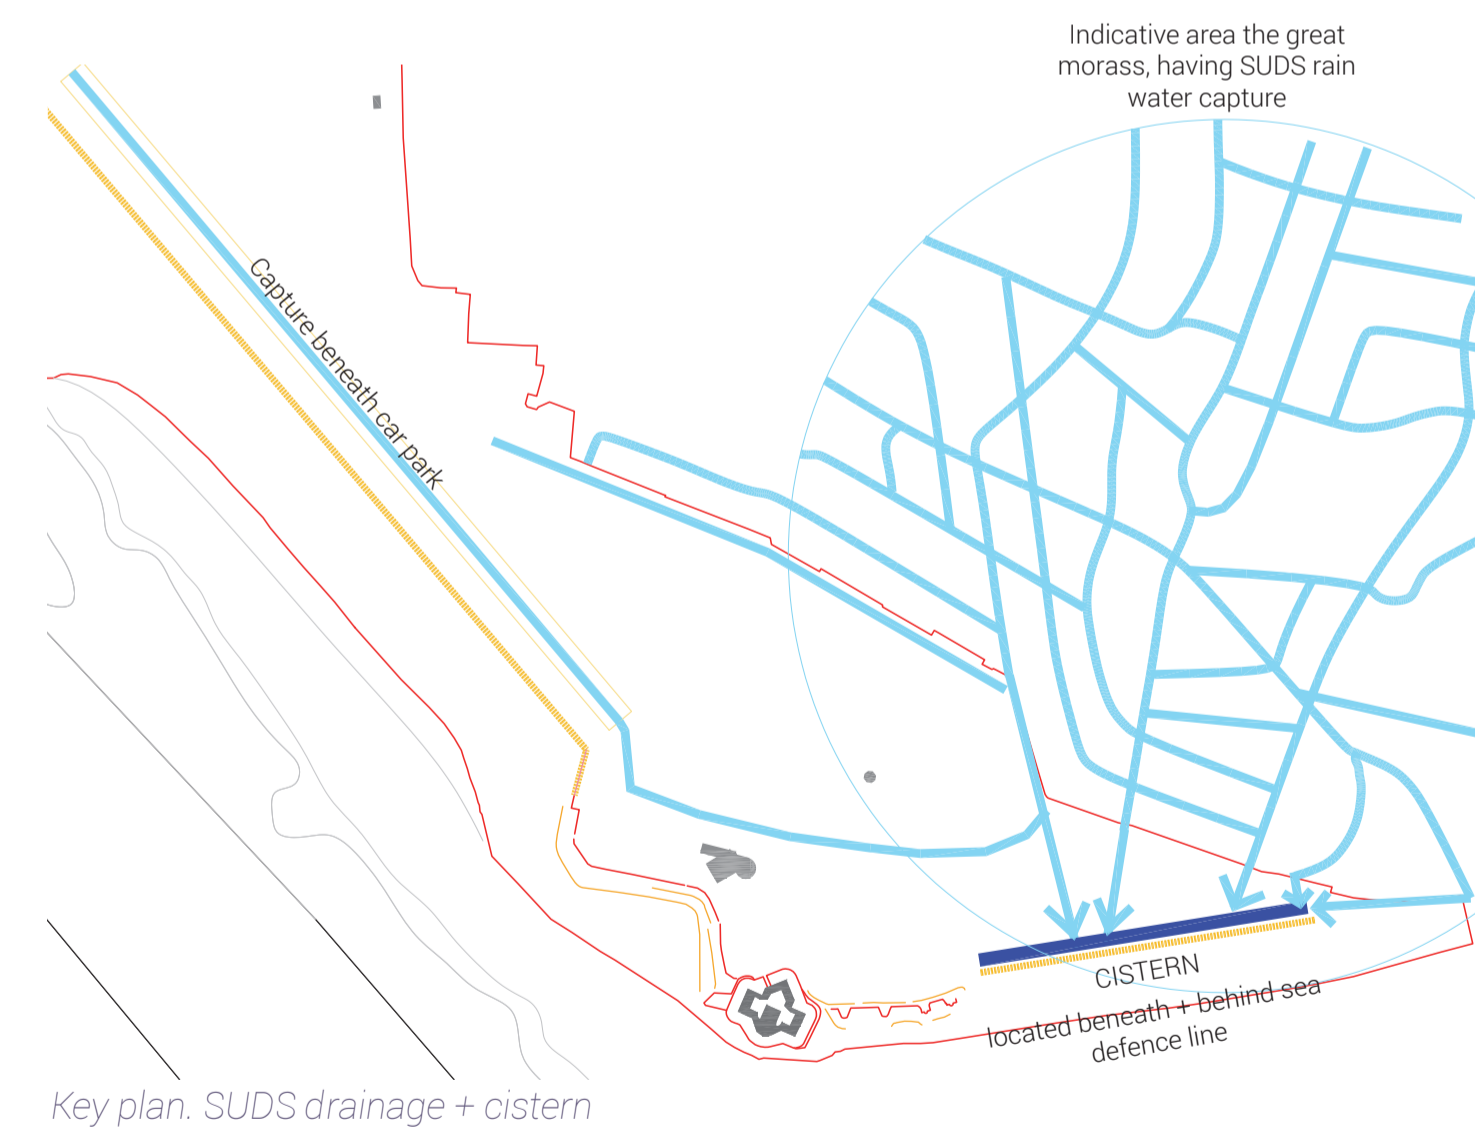 Indicative area the great
morass, having SUDS rain
water capture
Capture beneath car park
CISTERN
located beneath + behind sea
defence line
Key plan. SUDS drainage + cistern